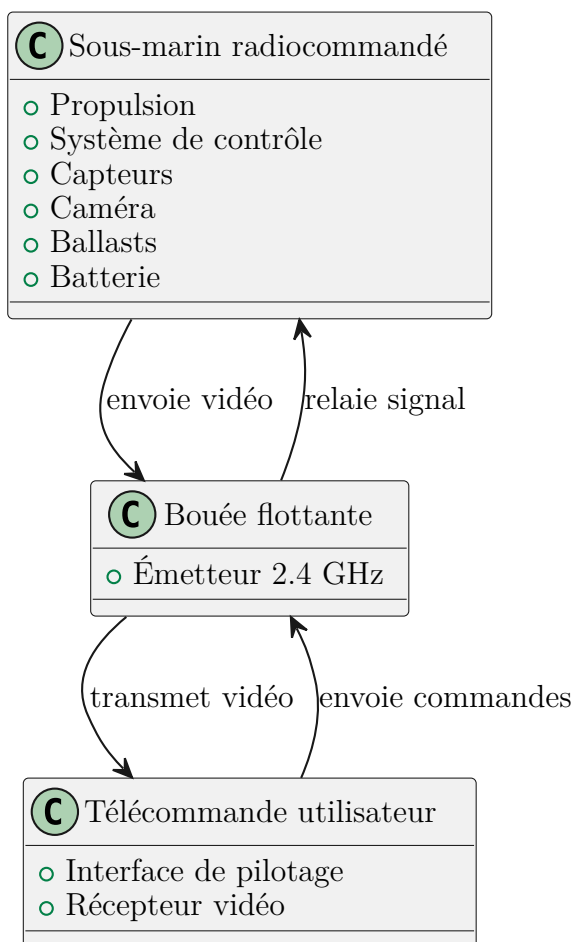 C Sous-marin radiocommandé
Propulsion
Système de contrôle
Capteurs
Caméra
Ballasts
Batterie
envoie vidéo
relaie signal
C Bouée flottante
Émetteur 2.4 GHz
transmet vidéo
envoie commandes
C Télécommande utilisateur
Interface de pilotage
Récepteur vidéo